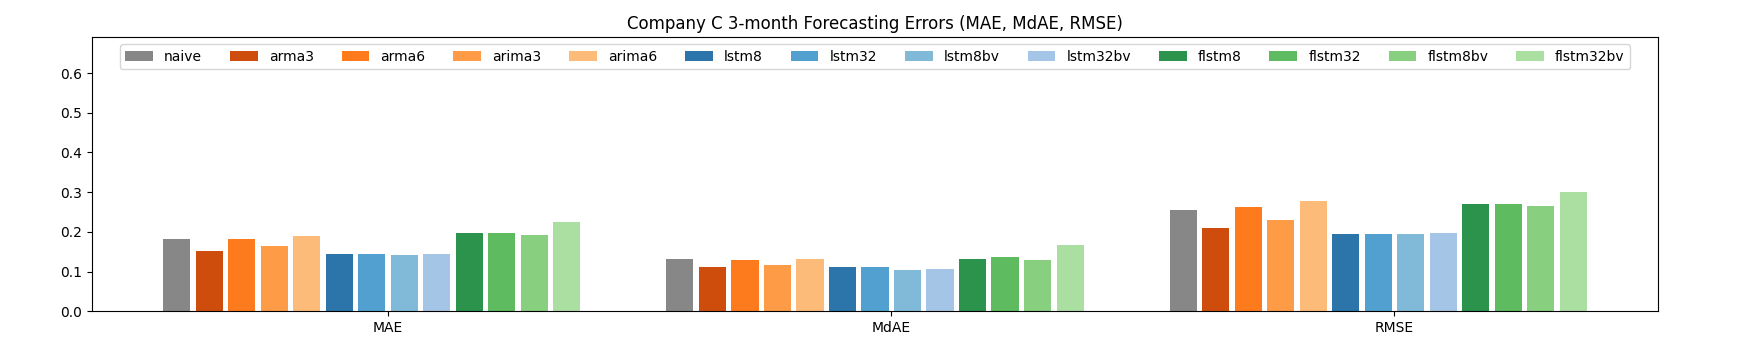 Company C 3-month Forecasting Errors (MAE, MdAE, RMSE)
naive arma3 arma6 arima3 arima6 lstm8 lstm32 lstm8bv lstm32bv flstm8 flstm32 flstm8bv flstm32bv
0.6
0.5
0.4
0.3
0.2
0.1
0.0
MAE MdAE RMSE